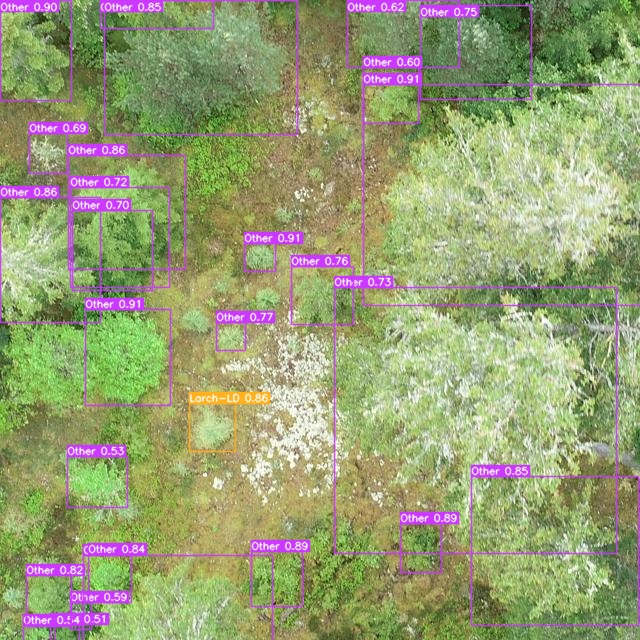 Other 0.90
Other 0.85
Other 0.62
Other 0.75
Other 0.60
Other 0.91
Other 0.69
Other 0.86
Other 0.72
Other 0.86
Other 0.70
Other 0.91
Other 0.76
Other 0.73
Other 0.91
Other 0.77
Larch-LD 0.86
Other 0.53
Other 0.85
Other 0.89
Other 0.84
Other 0.89
Other 0.82
Other 0.59
Other 0.54
0.51